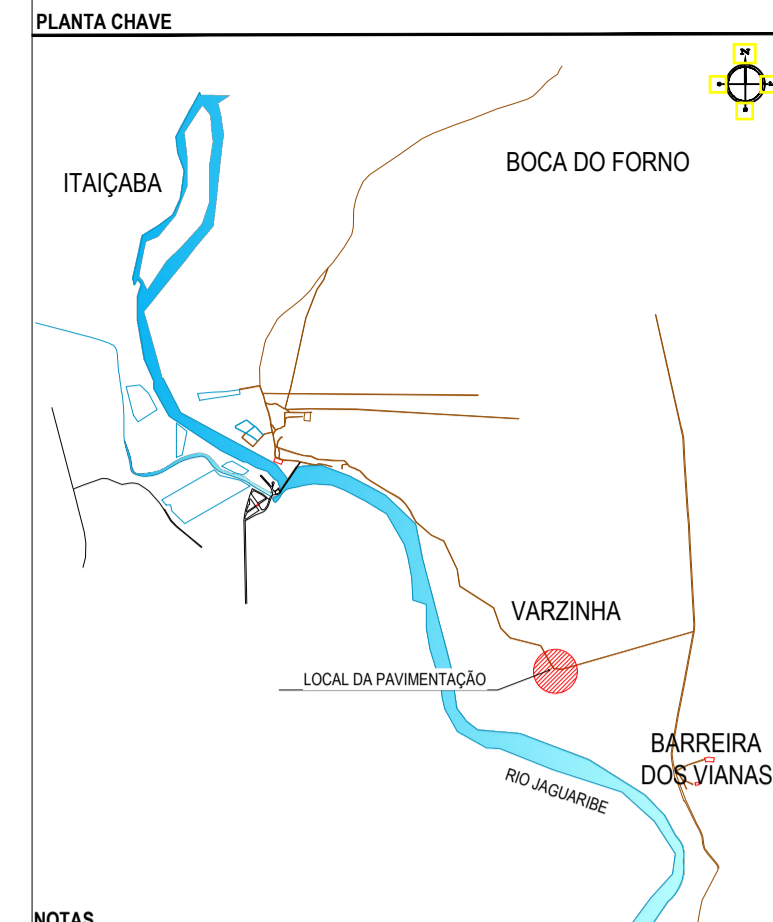 PLANTA CHAVE
N
ITAIÇABA
BOCA DO FORNO
VARZINHA
LOCAL DA PAVIMENTAÇÃO
BARREIRA
DOS VIANAS
RIO JAGUARIBE
NOTAS